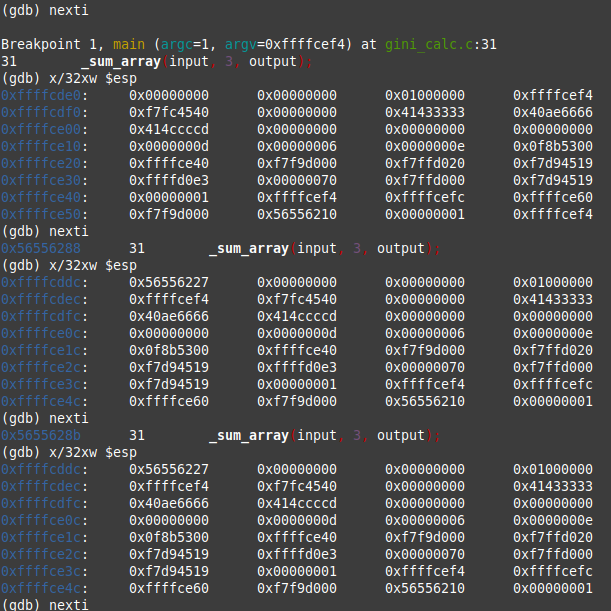 (gdb) nexti
Breakpoint 1, main (argc=1, argv=0xffffcef4) at gini_calc.c:31
31 _sum_array(input, 3, output);
(gdb) x/32xw $esp
0xffffcde0: 0x00000000 0x00000000 0x01000000 0xffffcef4
0xffffcdf0: 0xf7fc4540 0x00000000 0x41433333 0x40ae6666
0xffffce00: 0x414ccccd 0x00000000 0x00000000 0x00000000
0xffffce10: 0x0000000d 0x00000006 0x0000000e 0x0f8b5300
0xffffce20: 0xffffce40 0xf7f9d000 0xf7ffd020 0xf7d94519
0xffffce30: 0xffffd0e3 0x00000070 0xf7ffd000 0xf7d94519
0xffffce40: 0x00000001 0xffffcef4 0xffffcefc 0xffffce60
0xffffce50: 0xf7f9d000 0x56556210 0x00000001 0xffffcef4
(gdb) nexti
0x56556288 31 _sum_array(input, 3, output);
(gdb) x/32xw $esp
0xffffcddc: 0x56556227 0x00000000 0x00000000 0x01000000
0xffffcdec: 0xffffcef4 0xf7fc4540 0x00000000 0x41433333
0xffffcdfc: 0x40ae6666 0x414ccccd 0x00000000 0x00000000
0xffffce0c: 0x00000000 0x0000000d 0x00000006 0x0000000e
0xffffce1c: 0x0f8b5300 0xffffce40 0xf7f9d000 0xf7ffd020
0xffffce2c: 0xf7d94519 0xffffd0e3 0x00000070 0xf7ffd000
0xffffce3c: 0xf7d94519 0x00000001 0xffffcef4 0xffffcefc
0xffffce4c: 0xffffce60 0xf7f9d000 0x56556210 0x00000001
(gdb) nexti
0x5655628b 31 _sum_array(input, 3, output);
(gdb) x/32xw $esp
0xffffcddc: 0x56556227 0x00000000 0x00000000 0x01000000
0xffffcdec: 0xffffcef4 0xf7fc4540 0x00000000 0x41433333
0xffffcdfc: 0x40ae6666 0x414ccccd 0x00000000 0x00000000
0xffffce0c: 0x00000000 0x0000000d 0x00000006 0x0000000e
0xffffce1c: 0x0f8b5300 0xffffce40 0xf7f9d000 0xf7ffd020
0xffffce2c: 0xf7d94519 0xffffd0e3 0x00000070 0xf7ffd000
0xffffce3c: 0xf7d94519 0x00000001 0xffffcef4 0xffffcefc
0xffffce4c: 0xffffce60 0xf7f9d000 0x56556210 0x00000001
(gdb) nexti